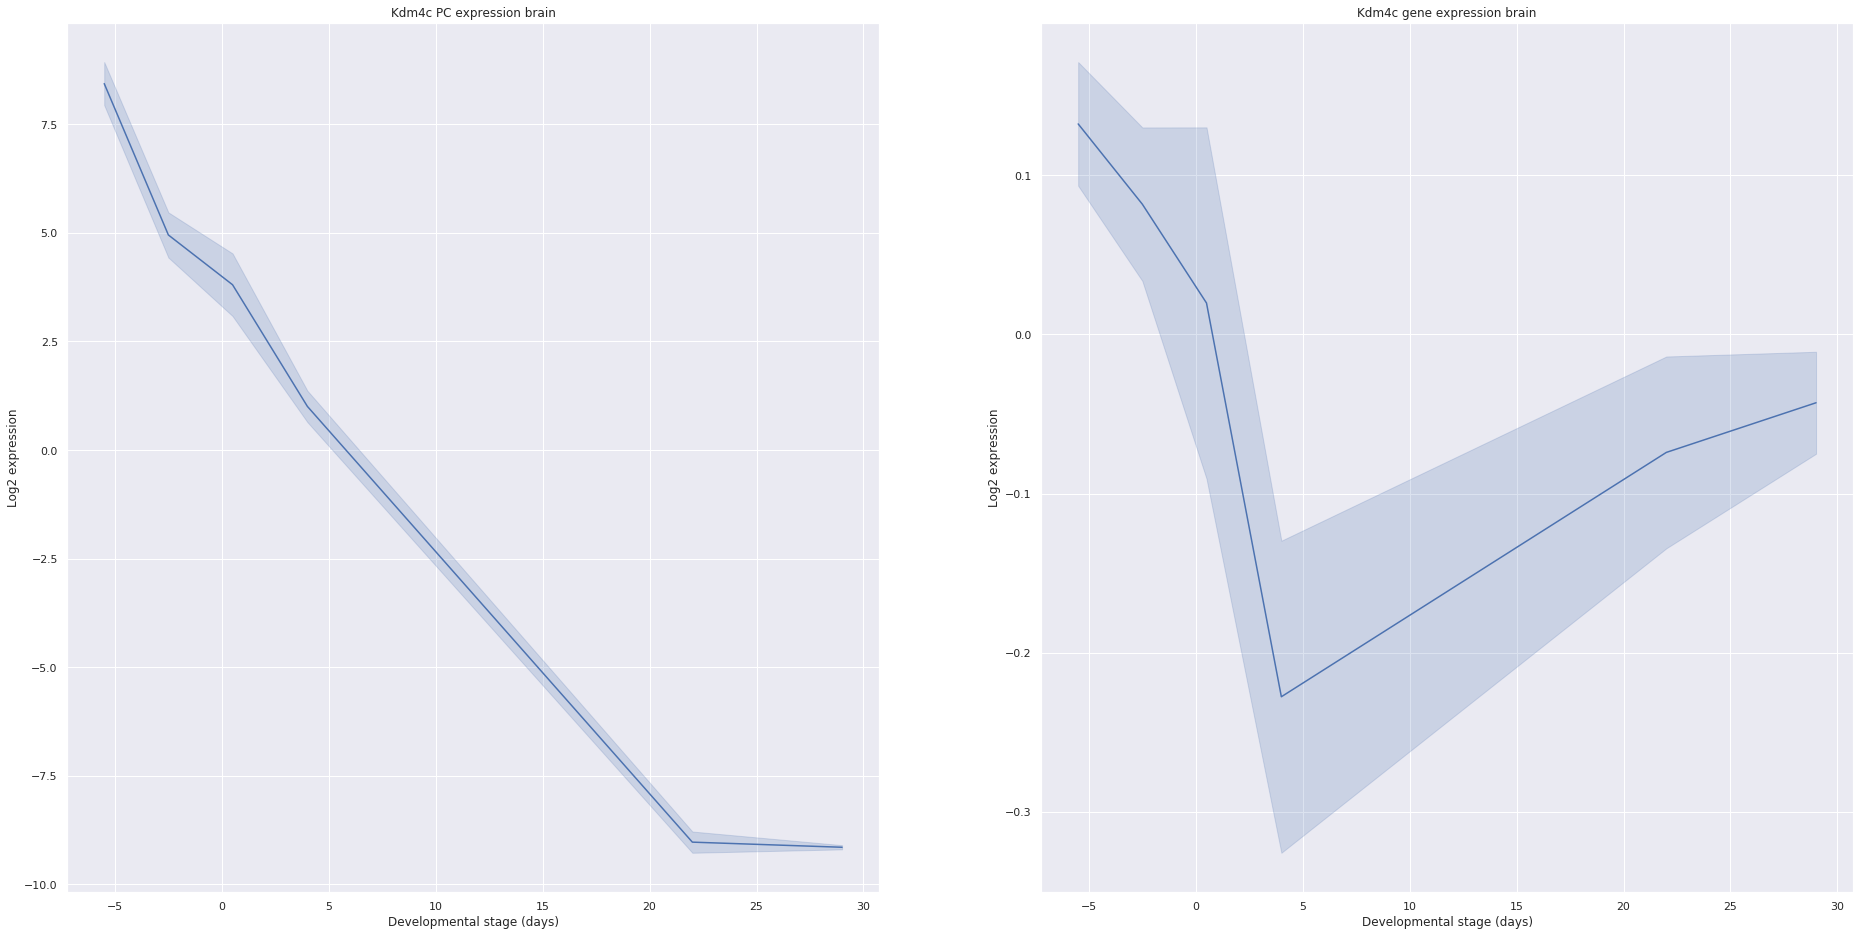 Kdm4c PC expression brain
Log2 expression
7.5
5.0
2.5
0.0
−2.5
−5.0
−7.5
−10.0
−5 0 5 10 15 20 25 30
Developmental stage (days)
Kdm4c gene expression brain
Log2 expression
0.1
0.0
−0.1
−0.2
−0.3
−5 0 5 10 15 20 25 30
Developmental stage (days)